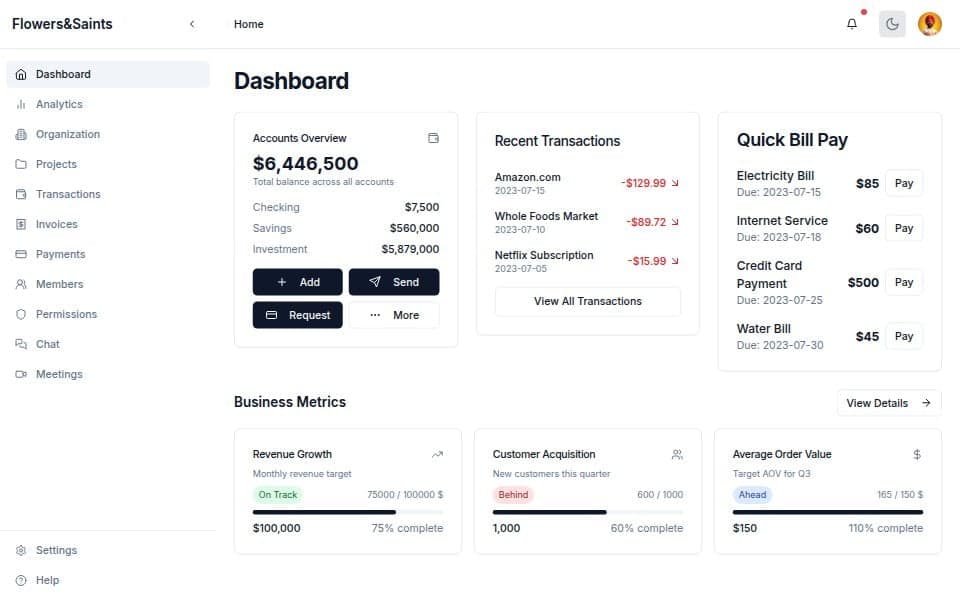 Flowers&Saints
Home
Dashboard
Analytics
Organization
Projects
Transactions
Invoices
Payments
Members
Permissions
Chat
Meetings
Settings
Help
Dashboard
Accounts Overview
$6,446,500
Total balance across all accounts
Checking $7,500
Savings $560,000
Investment $5,879,000
Add
Send
Request
More
Recent Transactions
Amazon.com
2023-07-15
-$129.99
Whole Foods Market
2023-07-10
-$89.72
Netflix Subscription
2023-07-05
-$15.99
View All Transactions
Quick Bill Pay
Electricity Bill
Due: 2023-07-15
$85 Pay
Internet Service
Due: 2023-07-18
$60 Pay
Credit Card
Payment
Due: 2023-07-25
$500 Pay
Water Bill
Due: 2023-07-30
$45 Pay
Business Metrics
View Details
Revenue Growth
Monthly revenue target
On Track 75000 / 100000 $
$100,000 75% complete
Customer Acquisition
New customers this quarter
Behind 600 / 1000
1,000 60% complete
Average Order Value
$
Target AOV for Q3
Ahead 165 / 150 $
$150 110% complete